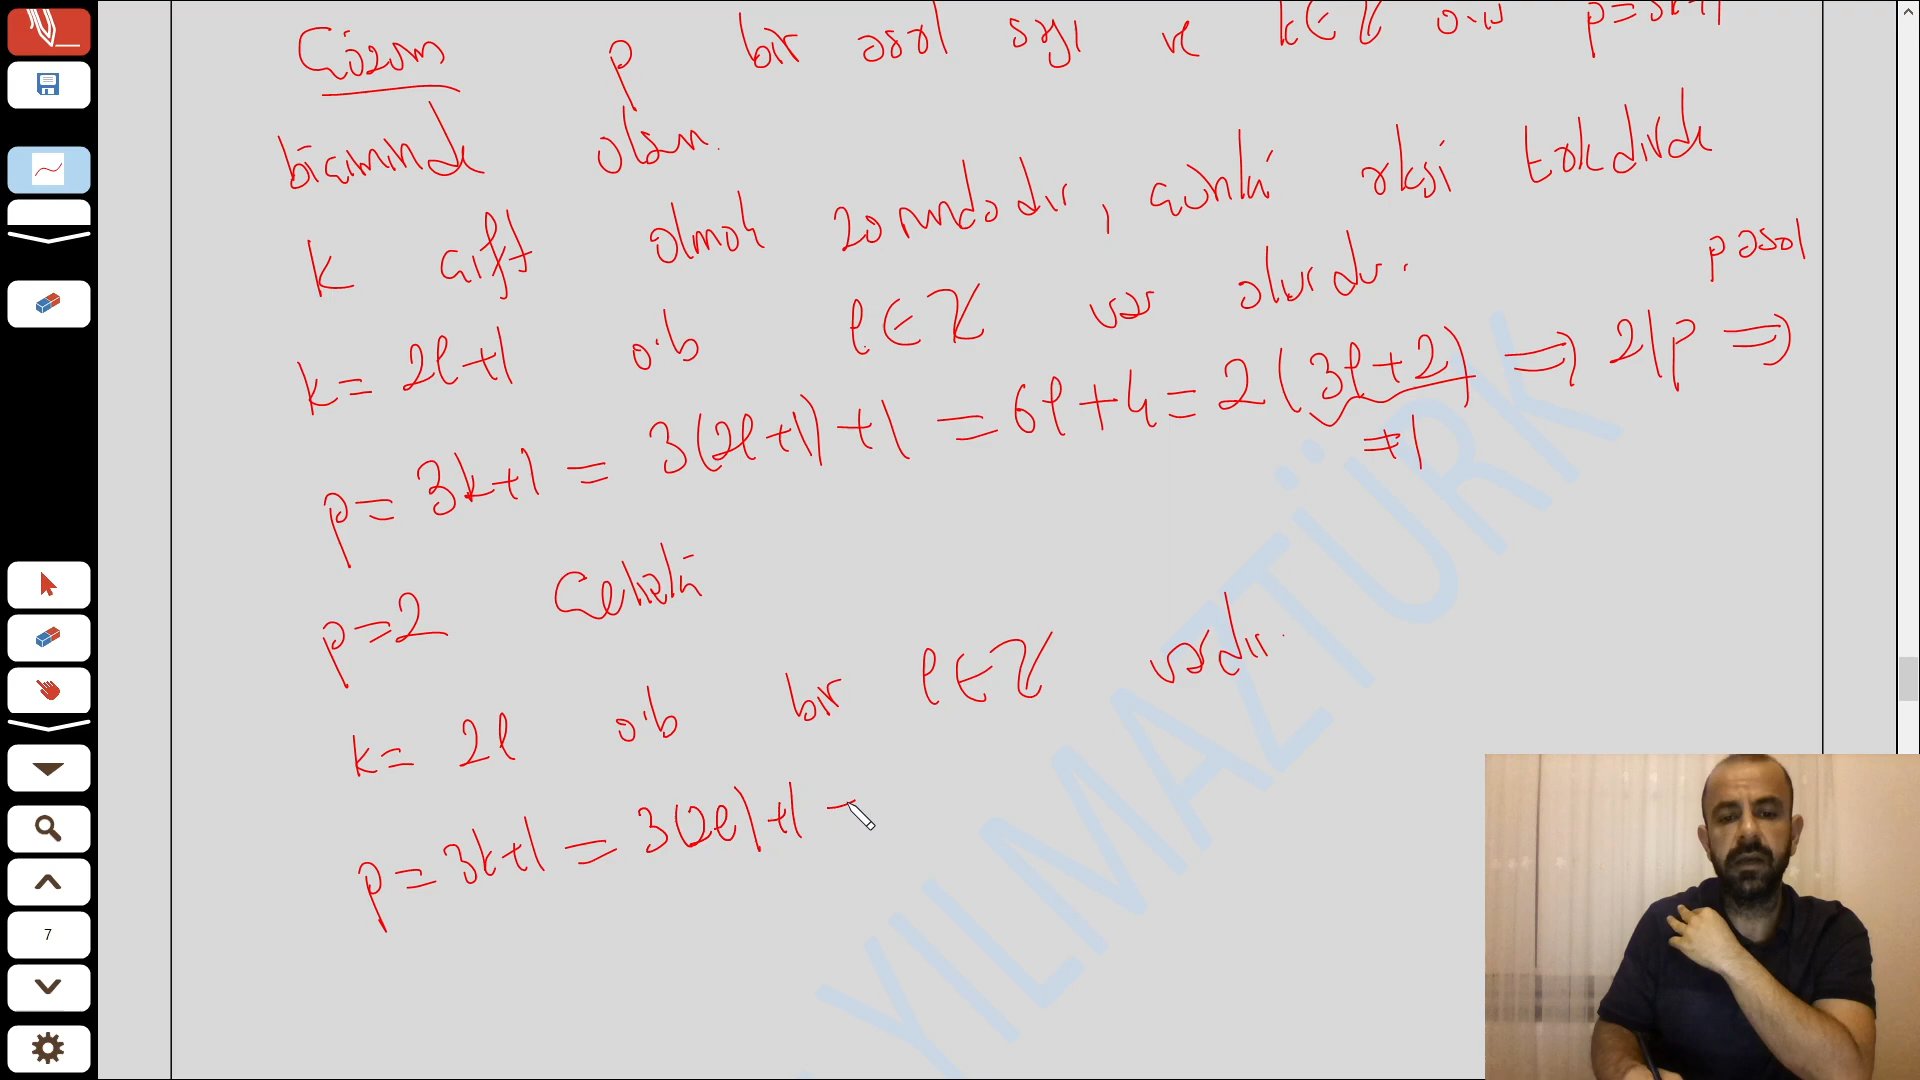 Çözüm p bir asal sayı ve k∈ℤ o.ü p=3k+1
biçiminde olsun.
k çift olmak zorundadır, çünkü aksi takdirde
k=2ℓ+1 o.ş.b ℓ∈ℤ var olurdu.
p asal
p=3k+1=3(2ℓ+1)+1=6ℓ+4=2(3ℓ+2)⇒2|p⇒
≠1
p=2 Çelişki
k=2ℓ o.ş.b bir ℓ∈ℤ vardır.
p=3k+1=3(2ℓ)+1=
YILMAZTÜRK
7